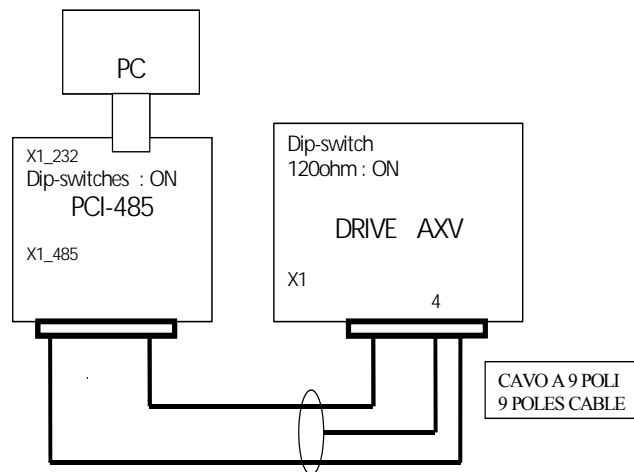 PC
X1_232
Dip-switches : ON
PCI-485
X1_485
Dip-switch
120ohm : ON
DRIVE AXV
X1
4
CAVO A 9 POLI
9 POLES CABLE